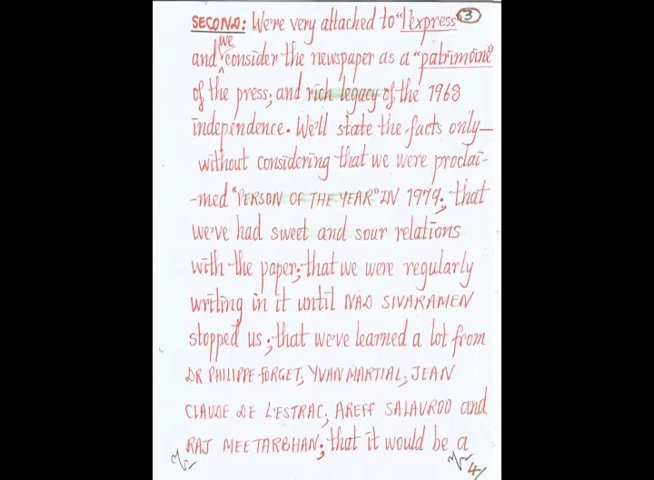 SECOND: We're very attached to "l'express" 3
we
and consider the newspaper as a "patrimoine"
of the press; and rich legacy of the 1968
independence. We'll state the facts only—
without considering that we were proclai-
-med "PERSON OF THE YEAR" IN 1979; that
we've had sweet and sour relations
with the paper; that we were regularly
writing in it until NAD SIVARAMEN
stopped us; that we've learned a lot from
DR PHILIPPE FORGET, YVAN MARTIAL, JEAN
CLAUDE DE L'ESTRAC, AREFF SALAUROO and
RAJ MEETARBHAN; that it would be a
4/